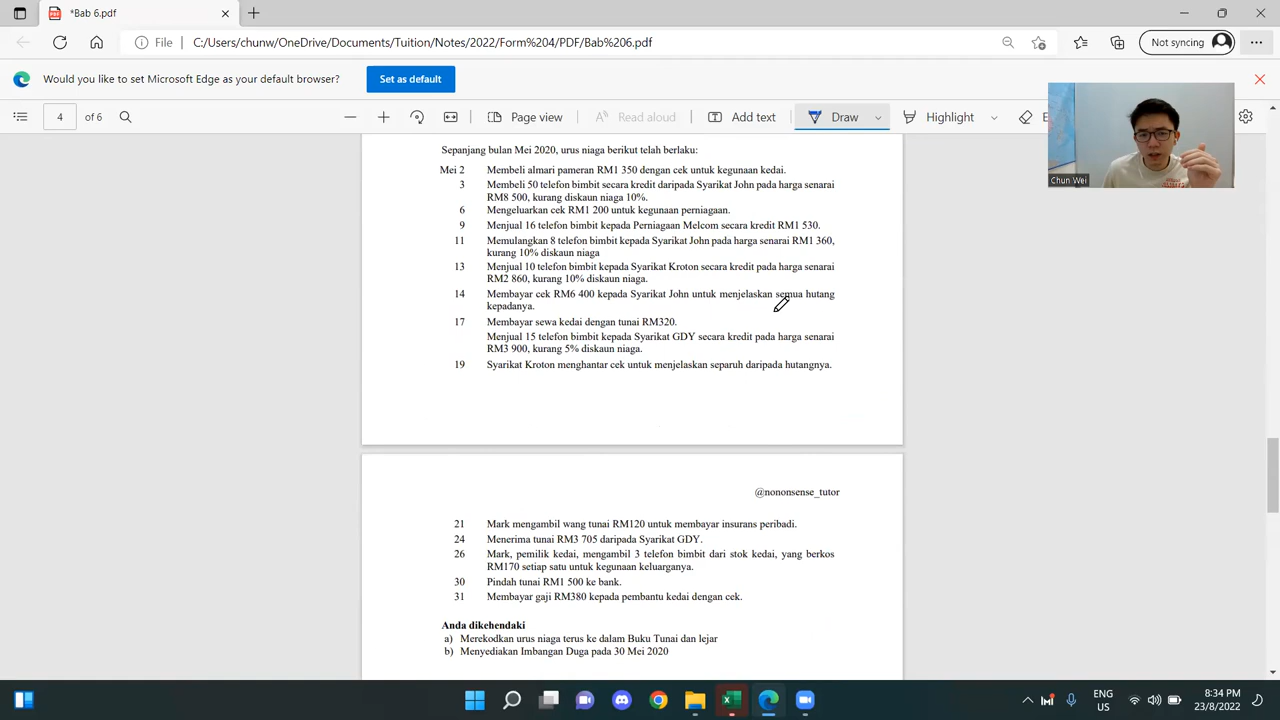 *Bab 6.pdf
File
C:/Users/chunw/OneDrive/Documents/Tuition/Notes/2022/Form%204/PDF/Bab%206.pdf
Not syncing
Would you like to set Microsoft Edge as your default browser?
Set as default
4
of 6
Page view
Read aloud
Add text
Draw
Highlight
Chun Wei
Sepanjang bulan Mei 2020, urus niaga berikut telah berlaku:
Mei 2 Membeli almari pameran RM1 350 dengan cek untuk kegunaan kedai.
3 Membeli 50 telefon bimbit secara kredit daripada Syarikat John pada harga senarai
RM8 500, kurang diskaun niaga 10%.
6 Mengeluarkan cek RM1 200 untuk kegunaan perniagaan.
9 Menjual 16 telefon bimbit kepada Perniagaan Melcom secara kredit RM1 530.
11 Memulangkan 8 telefon bimbit kepada Syarikat John pada harga senarai RM1 360,
kurang 10% diskaun niaga
13 Menjual 10 telefon bimbit kepada Syarikat Kroton secara kredit pada harga senarai
RM2 860, kurang 10% diskaun niaga.
14 Membayar cek RM6 400 kepada Syarikat John untuk menjelaskan semua hutang
kepadanya.
17 Membayar sewa kedai dengan tunai RM320.
Menjual 15 telefon bimbit kepada Syarikat GDY secara kredit pada harga senarai
RM3 900, kurang 5% diskaun niaga.
19 Syarikat Kroton menghantar cek untuk menjelaskan separuh daripada hutangnya.
@nononsense_tutor
21 Mark mengambil wang tunai RM120 untuk membayar insurans peribadi.
24 Menerima tunai RM3 705 daripada Syarikat GDY.
26 Mark, pemilik kedai, mengambil 3 telefon bimbit dari stok kedai, yang berkos
RM170 setiap satu untuk kegunaan keluarganya.
30 Pindah tunai RM1 500 ke bank.
31 Membayar gaji RM380 kepada pembantu kedai dengan cek.
Anda dikehendaki
a) Merekodkan urus niaga terus ke dalam Buku Tunai dan lejar
b) Menyediakan Imbangan Duga pada 30 Mei 2020
ENG
US
8:34 PM
23/8/2022